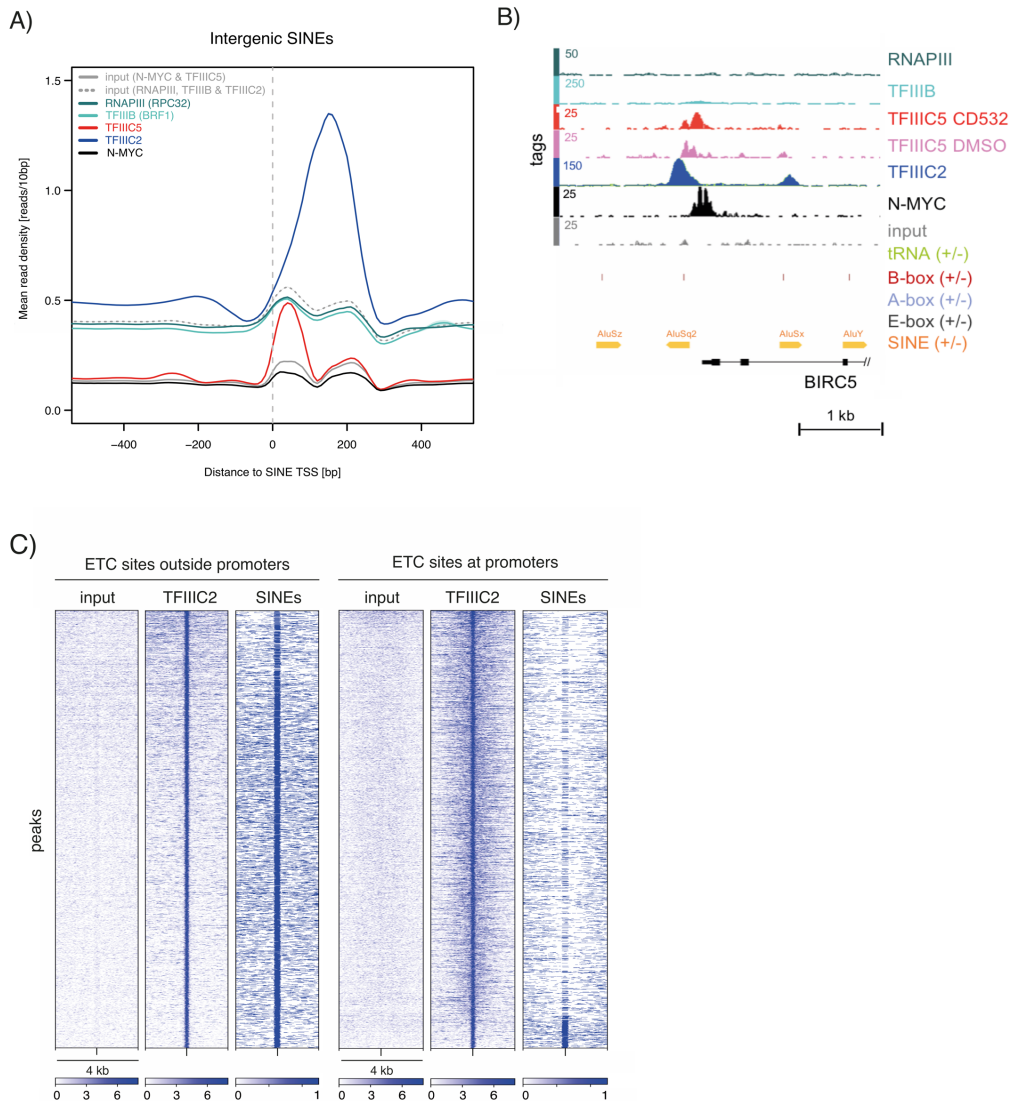 A)
Intergenic SINEs
Mean read density [reads/10bp]
1.5
1.0
0.5
0.0
input (N-MYC & TFIIIC5)
input (RNAPIII, TFIIIB & TFIIIC2)
RNAPIII (RPC32)
TFIIIB (BRF1)
TFIIIC5
TFIIIC2
N-MYC
−400 −200 0 200 400
Distance to SINE TSS [bp]
B)
tags
50 RNAPIII
250 TFIIIB
25 TFIIIC5 CD532
25 TFIIIC5 DMSO
150 TFIIIC2
25 N-MYC
25 input
tRNA (+/-)
B-box (+/-)
A-box (+/-)
E-box (+/-)
AluSz AluSq2 AluSx AluY SINE (+/-)
BIRC5
1 kb
C)
ETC sites outside promoters ETC sites at promoters
input TFIIIC2 SINEs input TFIIIC2 SINEs
peaks
4 kb 4 kb
0 3 6 0 3 6 0 1 0 3 6 0 6 0 1